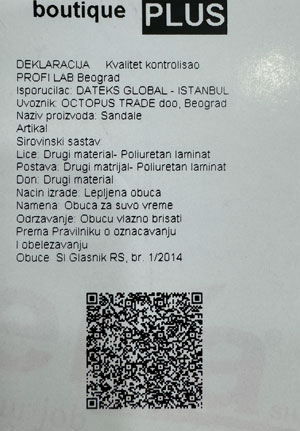 boutique PLUS
DEKLARACIJA Kvalitet kontrolisao
PROFI LAB Beograd
Isporucilac: DATEKS GLOBAL - ISTANBUL
Uvoznik: OCTOPUS TRADE doo, Beograd
Naziv proizvoda: Sandale
Artikal
Sirovinski sastav
Lice: Drugi material- Poliuretan laminat
Postava: Drugi matrijal- Poliuretan laminat
Don: Drugi material
Nacin izrade: Lepljena obuca
Namena: Obuca za suvo vreme
Odrzavanje: Obucu vlazno brisati
Prema Pravilniku o oznacavanju
I obelezavanju
Obuce Sl.Glasnik RS, br. 1/2014